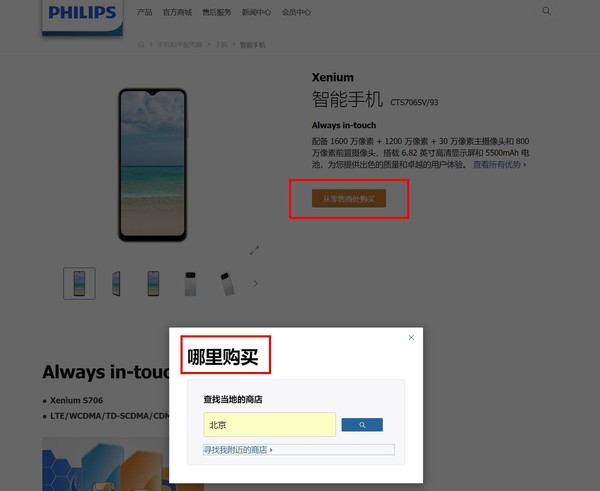 PHILIPS
产品 官方商城 售后服务 新闻中心 会员中心
手机和平板电脑 > 手机 > 智能手机
Xenium
智能手机 CTS706SV/93
Always in-touch
配备 1600 万像素 + 1200 万像素 + 30 万像素主摄像头和 800
万像素前置摄像头。搭载 6.82 英寸高清显示屏和 5500mAh 电
池，为您提供出色的质量和卓越的用户体验。 查看所有优势
从零售商处购买
哪里购买
查找当地的商店
北京
寻找我附近的商店
Always in-touc
• Xenium S706
• LTE/WCDMA/TD-SCDMA/CDM